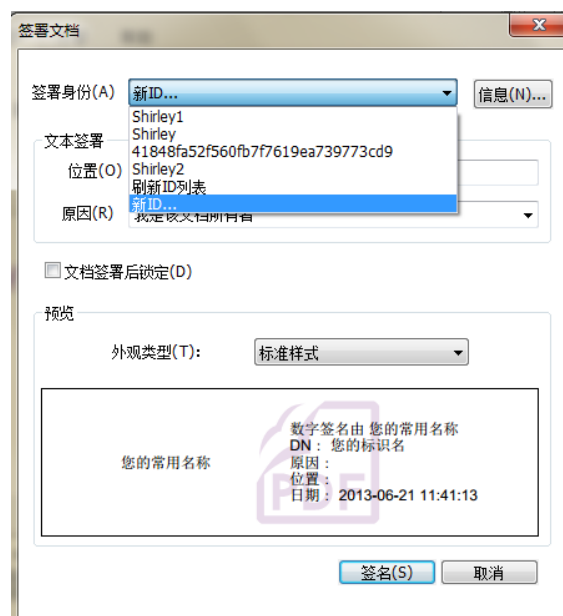 签署文档
签署身份(A)
新ID...
信息(N)...
Shirley1
Shirley
41848fa52f560fb7f7619ea739773cd9
Shirley2
刷新ID列表
新ID...
文本签署
位置(O)
原因(R)
我是该文档所有者
文档签署后锁定(D)
预览
外观类型(T):
标准样式
您的常用名称
数字签名由 您的常用名称
DN： 您的标识名
原因：
位置：
日期： 2013-06-21 11:41:13
PDF
签名(S)
取消